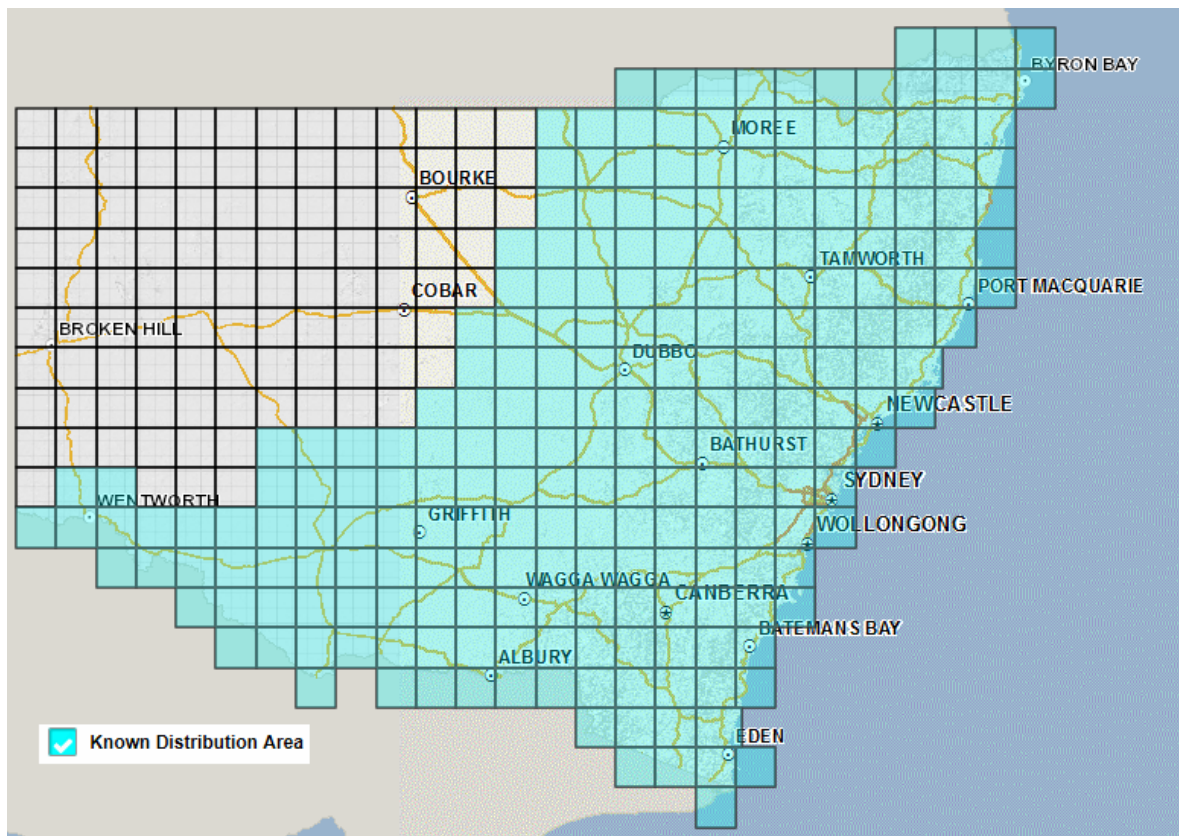 BYRON BAY
MOREE
BOURKE
TAMWORTH
PORT MACQUARIE
COBAR
BROKEN HILL
DUBBO
NEWCASTLE
BATHURST
SYDNEY
WENTWORTH
GRIFFITH
WOLLONGONG
WAGGA WAGGA
CANBERRA
BATEMANS BAY
ALBURY
EDEN
Known Distribution Area